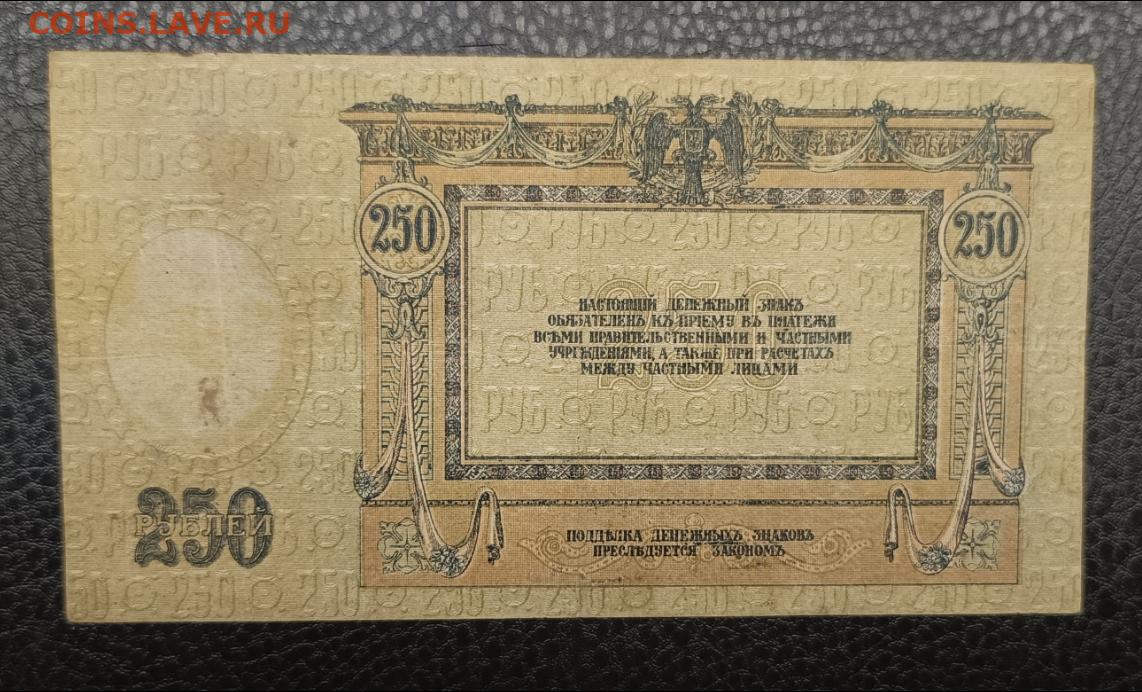 COINS.LAVE.RU
250
250
НАСТОЯЩІЙ ДЕНЕЖНЫЙ ЗНАКЪ
ОБЯЗАТЕЛЕНЪ КЪ ПРІЕМУ ВЪ ПЛАТЕЖИ
ВСѢМИ ПРАВИТЕЛЬСТВЕННЫМИ И ЧАСТНЫМИ
УЧРЕЖДЕНІЯМИ, А ТАКЖЕ ПРИ РАСЧЕТАХЪ
МЕЖДУ ЧАСТНЫМИ ЛИЦАМИ
250
РУБЛЕЙ
ПОДДѢЛКА ДЕНЕЖНЫХЪ ЗНАКОВЪ
ПРЕСЛѢДУЕТСЯ ЗАКОНОМЪ